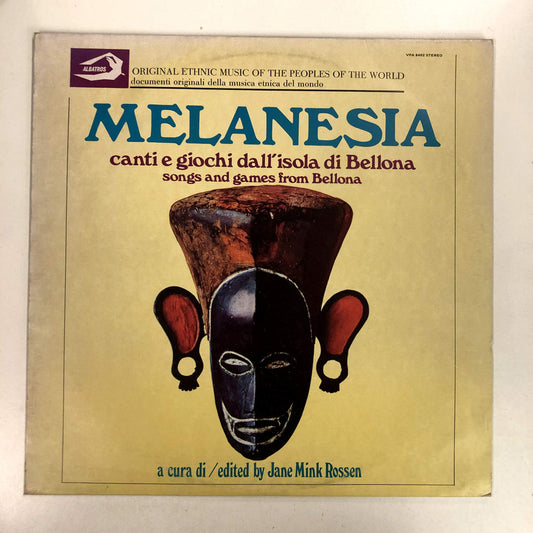 VPA 8402 STEREO
ALBATROS
ORIGINAL ETHNIC MUSIC OF THE PEOPLES OF THE WORLD
documenti originali della musica etnica del mondo
MELANESIA
canti e giochi dall'isola di Bellona
songs and games from Bellona
a cura di / edited by Jane Mink Rossen